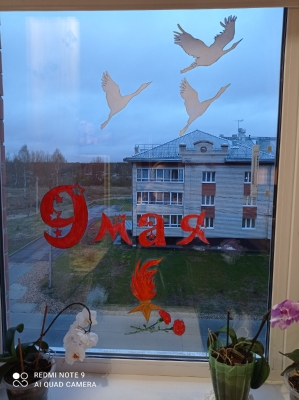 9 мая
REDMI NOTE 9
AI QUAD CAMERA